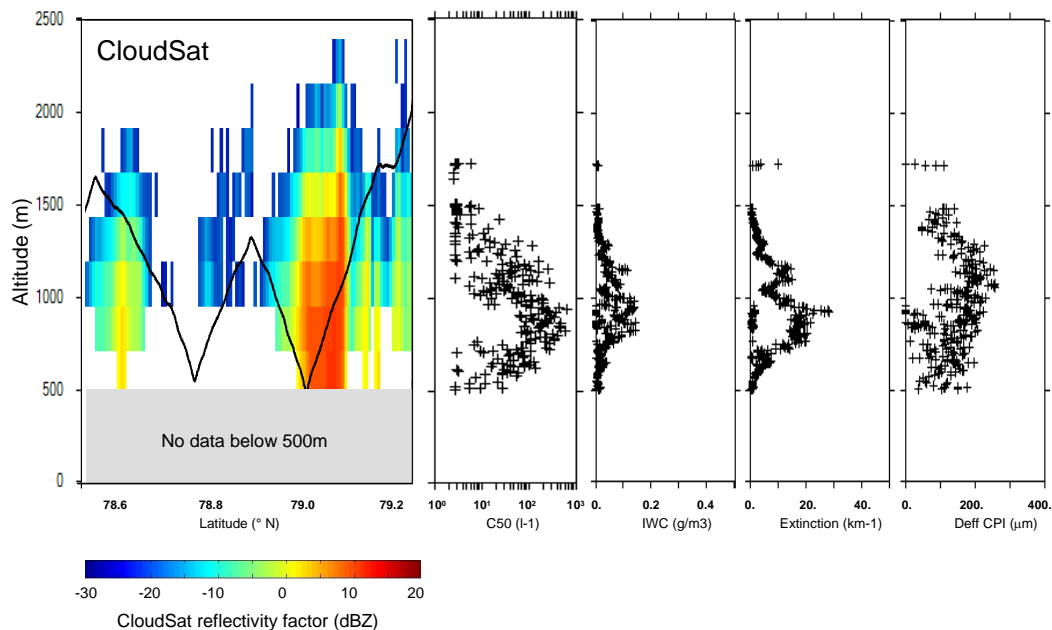 2500
2000
1500
1000
500
0
Altitude (m)
CloudSat
No data below 500m
78.6 78.8 79.0 79.2
Latitude (° N)
10⁰ 10¹ 10² 10³
C50 (l-1)
0. 0.2 0.4 0.5
IWC (g/m3)
0. 20. 40.
Extinction (km-1)
0. 200. 400.
Deff CPI (μm)
-30 -20 -10 0 10 20
CloudSat reflectivity factor (dBZ)